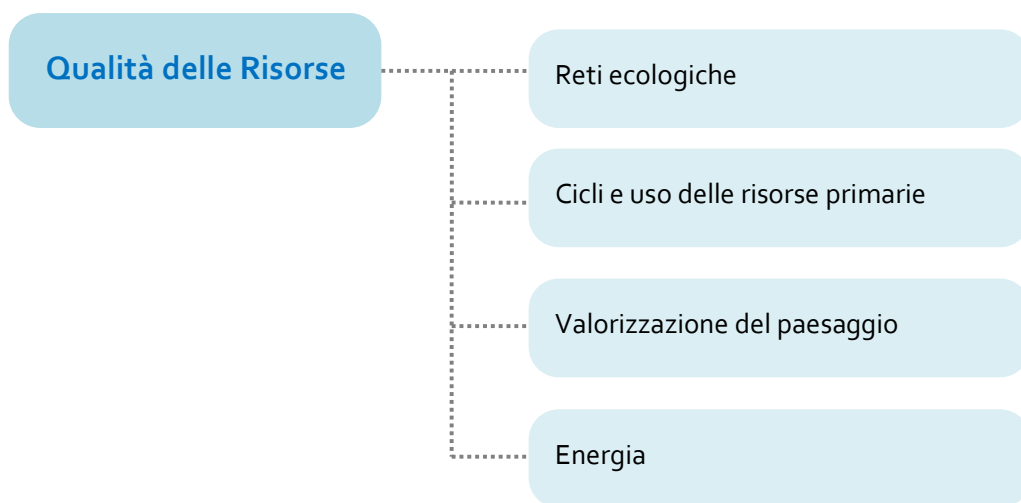 Qualità delle Risorse
Reti ecologiche
Cicli e uso delle risorse primarie
Valorizzazione del paesaggio
Energia